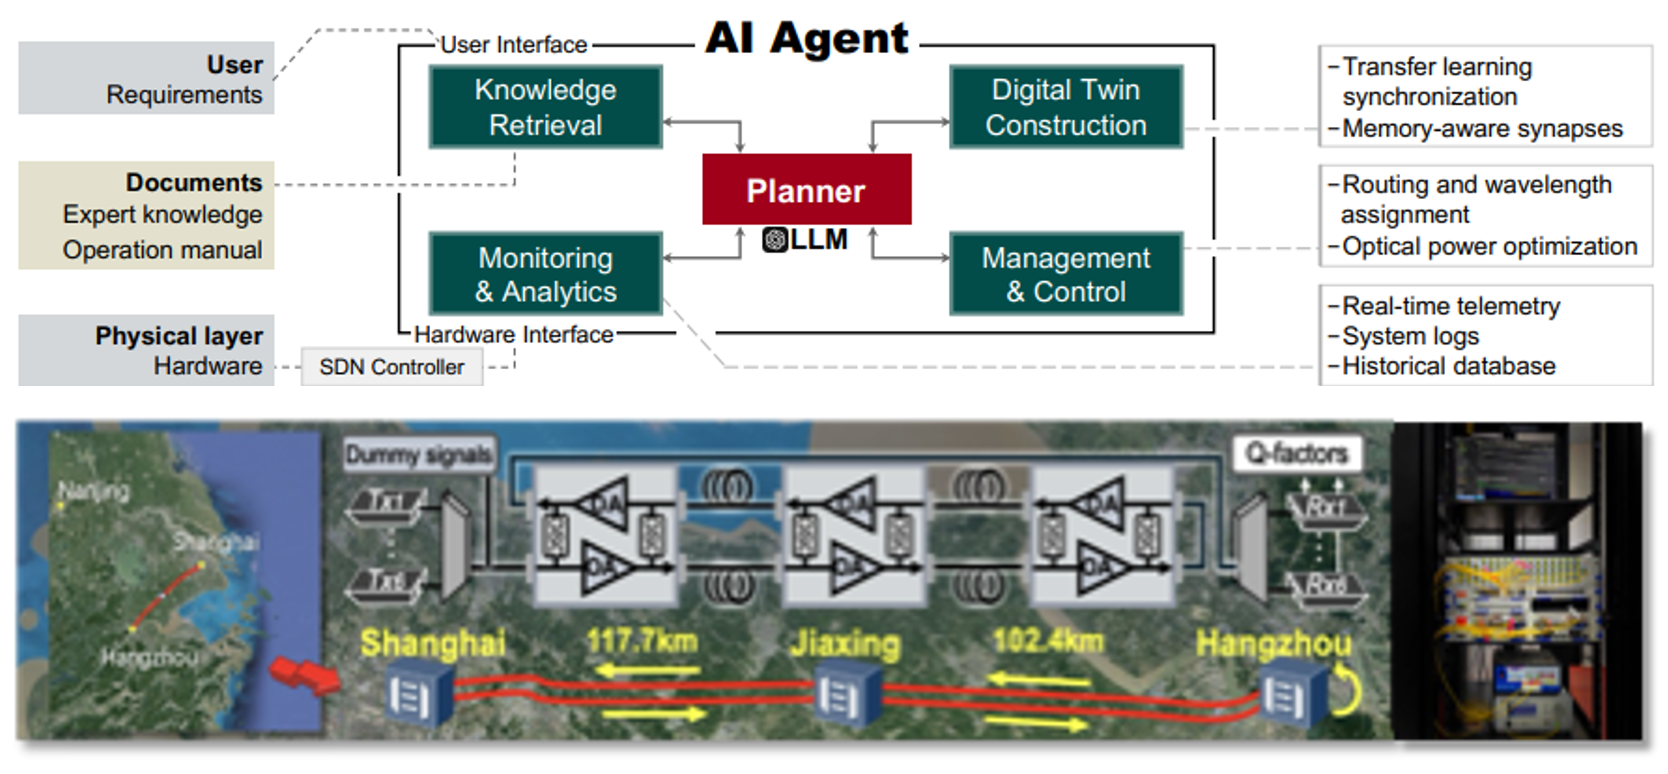 AI Agent
User
Requirements
Documents
Expert knowledge
Operation manual
Physical layer
Hardware
SDN Controller
User Interface
Knowledge
Retrieval
Digital Twin
Construction
Planner
LLM
Monitoring
& Analytics
Management
& Control
Hardware Interface
–Transfer learning
synchronization
–Memory-aware synapses
–Routing and wavelength
assignment
–Optical power optimization
–Real-time telemetry
–System logs
–Historical database
Nanjing
Shanghai
Hangzhou
Dummy signals
Tx1
Tx6
OA
OA
OA
OA
OA
OA
Q-factors
Rx1
Rx6
Shanghai
117.7km
Jiaxing
102.4km
Hangzhou